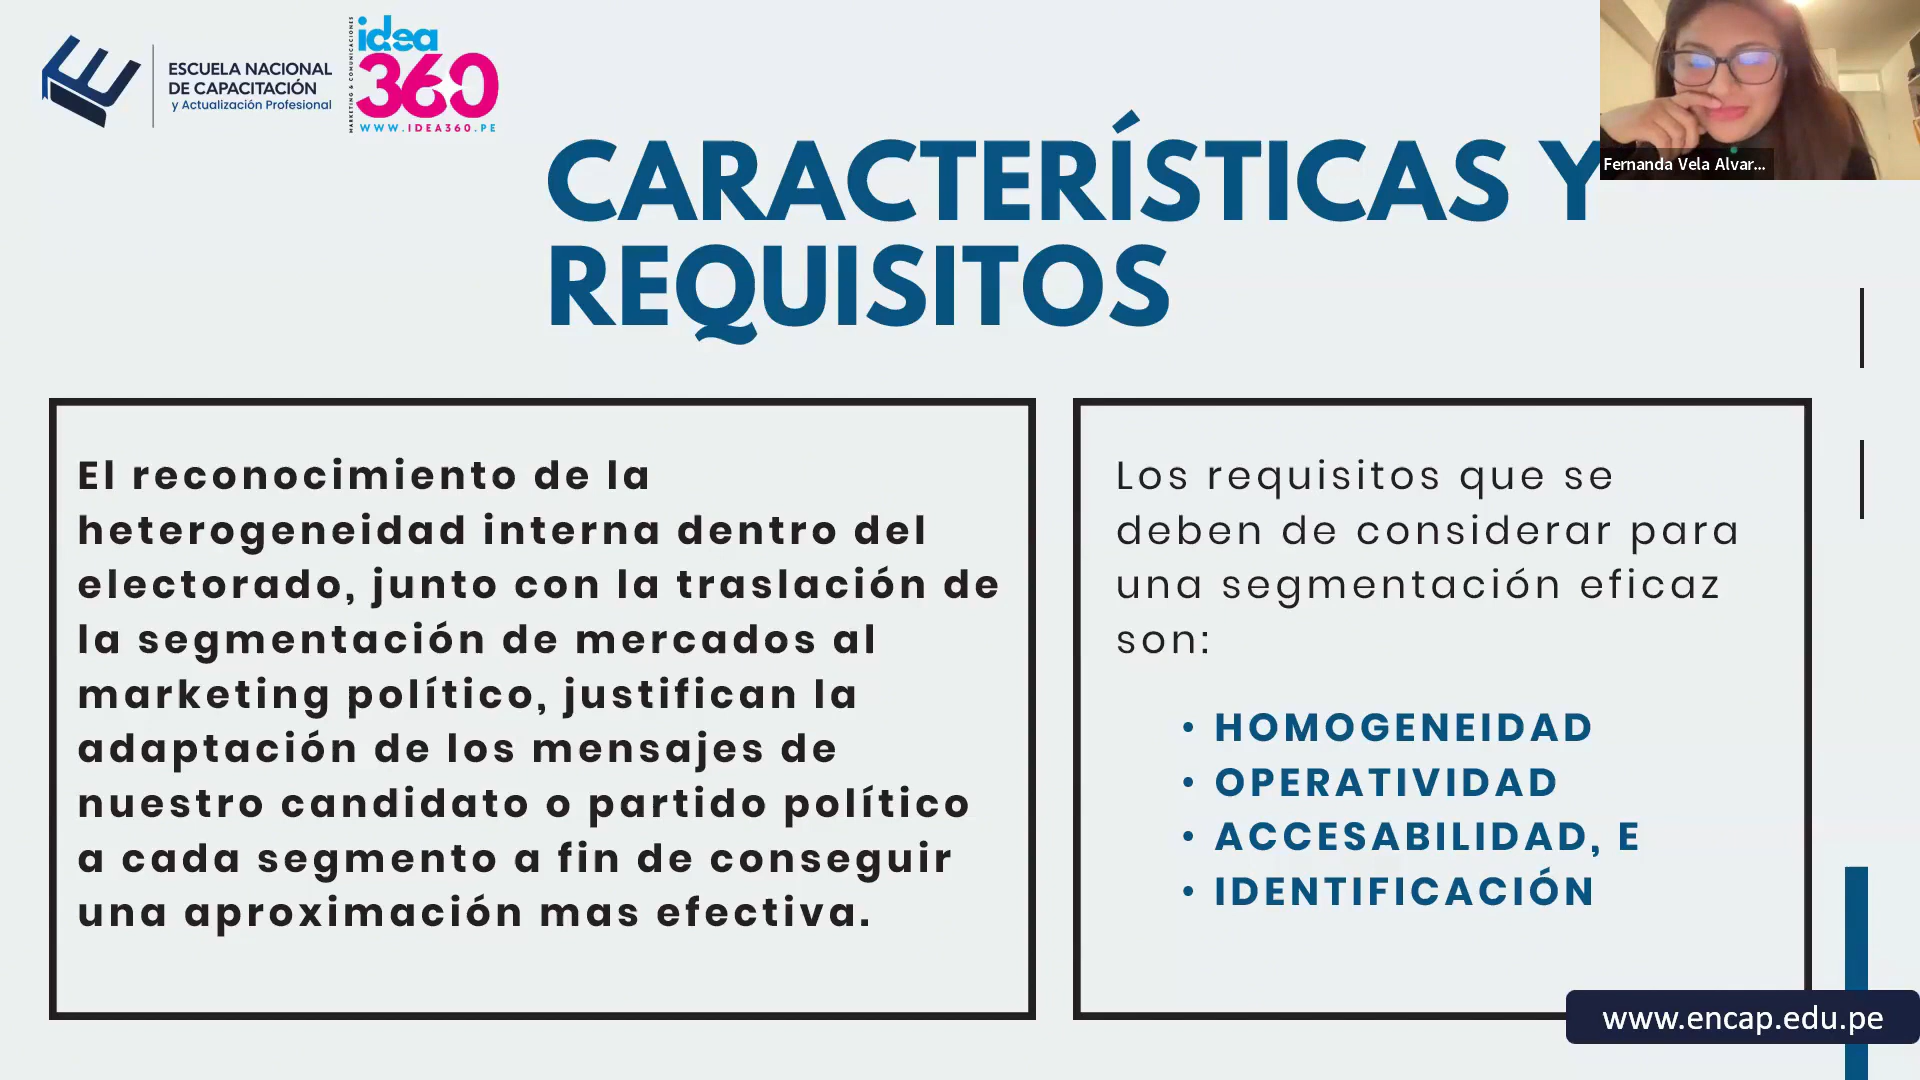 ESCUELA NACIONAL
DE CAPACITACIÓN
y Actualización Profesional
MARKETING & COMUNICACIONES
idea
360
WWW.IDEA360.PE
Fernanda Vela Alvar...
CARACTERÍSTICAS Y
REQUISITOS
El reconocimiento de la
heterogeneidad interna dentro del
electorado, junto con la traslación de
la segmentación de mercados al
marketing político, justifican la
adaptación de los mensajes de
nuestro candidato o partido político
a cada segmento a fin de conseguir
una aproximación mas efectiva.
Los requisitos que se
deben de considerar para
una segmentación eficaz
son:
• HOMOGENEIDAD
• OPERATIVIDAD
• ACCESABILIDAD, E
• IDENTIFICACIÓN
www.encap.edu.pe